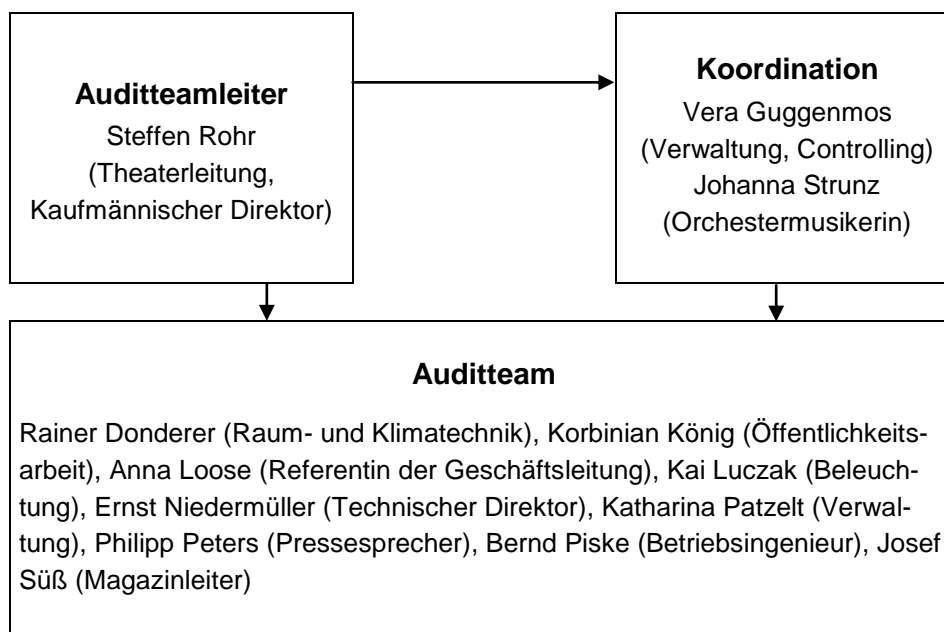 Auditteamleiter
Steffen Rohr
(Theaterleitung,
Kaufmännischer Direktor)
Koordination
Vera Guggenmos
(Verwaltung, Controlling)
Johanna Strunz
(Orchestermusikerin)
Auditteam
Rainer Donderer (Raum- und Klimatechnik), Korbinian König (Öffentlichkeits-
arbeit), Anna Loose (Referentin der Geschäftsleitung), Kai Luczak (Beleuch-
tung), Ernst Niedermüller (Technischer Direktor), Katharina Patzelt (Verwal-
tung), Philipp Peters (Pressesprecher), Bernd Piske (Betriebsingenieur), Josef
Süß (Magazinleiter)